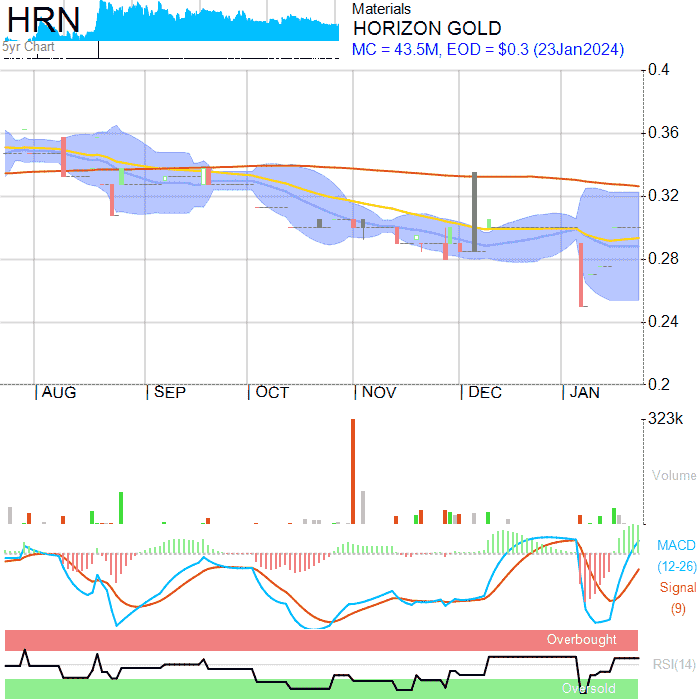 HRN
5yr Chart
Materials
HORIZON GOLD
MC = 43.5M, EOD = $0.3 (23Jan2024)
0.4
0.36
0.32
0.28
0.24
0.2
AUG SEP OCT NOV DEC JAN
323k
Volume
MACD
(12-26)
Signal
(9)
Overbought
RSI(14)
Oversold